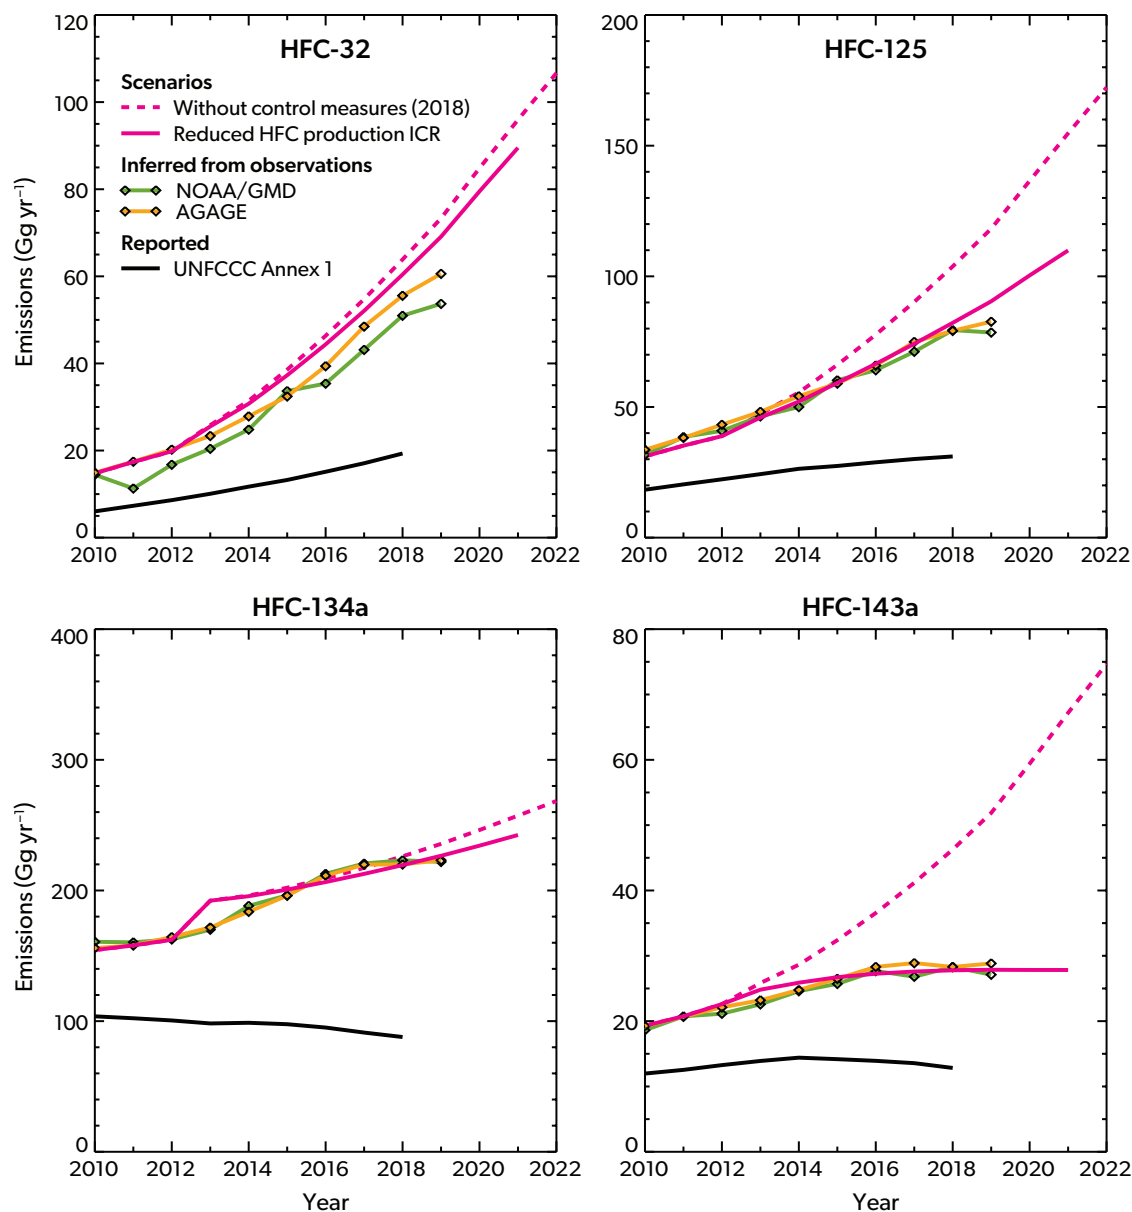 HFC-32
Scenarios
Without control measures (2018)
Reduced HFC production ICR
Inferred from observations
NOAA/GMD
AGAGE
Reported
UNFCCC Annex 1
Emissions (Gg yr⁻¹)
120
100
80
60
40
20
0
2010 2012 2014 2016 2018 2020 2022
HFC-125
200
150
100
50
0
2010 2012 2014 2016 2018 2020 2022
HFC-134a
Emissions (Gg yr⁻¹)
400
300
200
100
0
2010 2012 2014 2016 2018 2020 2022
Year
HFC-143a
80
60
40
20
0
2010 2012 2014 2016 2018 2020 2022
Year